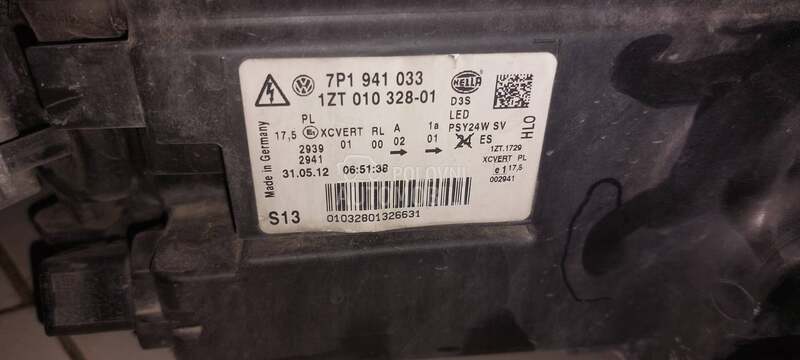 7P1 941 033
1ZT 010 328-01
HELLA
D3S
LED
PSY24W SV
PL
17,5 XCVERT RL A 1a
01 00 02 01 24 ES
2939
2941
31.05.12 06:51:38
Made in Germany
S13
01032801326631
HLO
1ZT.1729
XCVERT PL
e1 17,5
002941
POLOVNI